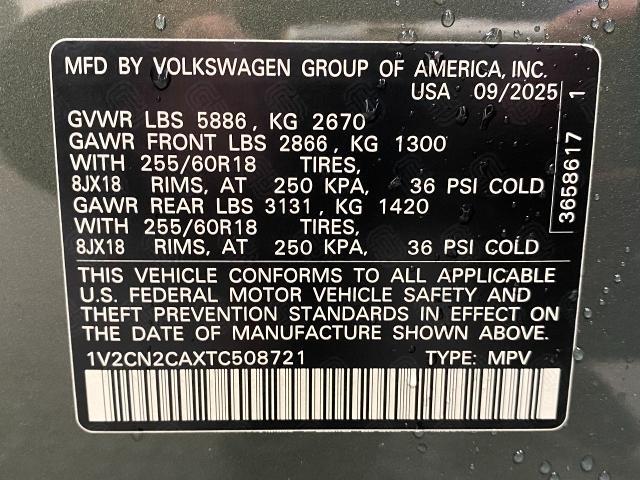 MFD BY VOLKSWAGEN GROUP OF AMERICA, INC.
USA 09/2025
GVWR LBS 5886, KG 2670
GAWR FRONT LBS 2866, KG 1300
WITH 255/60R18 TIRES,
8JX18 RIMS, AT 250 KPA, 36 PSI COLD
GAWR REAR LBS 3131, KG 1420
WITH 255/60R18 TIRES,
8JX18 RIMS, AT 250 KPA, 36 PSI COLD
THIS VEHICLE CONFORMS TO ALL APPLICABLE
U.S. FEDERAL MOTOR VEHICLE SAFETY AND
THEFT PREVENTION STANDARDS IN EFFECT ON
THE DATE OF MANUFACTURE SHOWN ABOVE.
1V2CN2CAXTC508721 TYPE: MPV
3658617 1